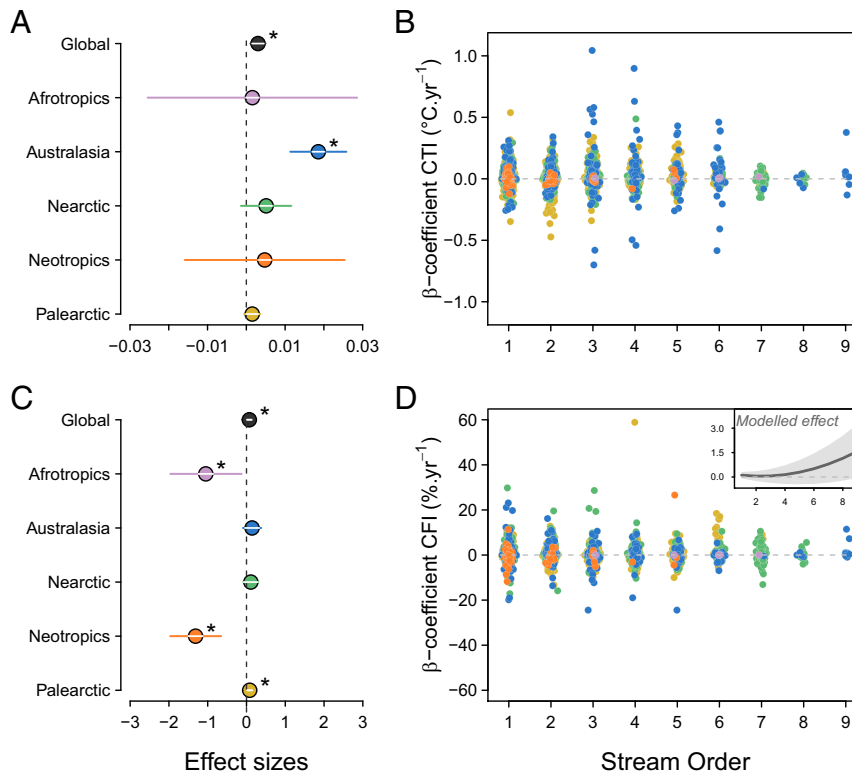 A
Global
*
Afrotropics
Australasia
*
Nearctic
Neotropics
Palearctic
−0.03 −0.01 0.01 0.03
B
β−coefficient CTI (°C.yr⁻¹)
1.0
0.5
0.0
−0.5
−1.0
1 2 3 4 5 6 7 8 9
C
Global
*
Afrotropics
*
Australasia
Nearctic
Neotropics
*
Palearctic
*
−3 −2 −1 0 1 2 3
Effect sizes
D
β−coefficient CFI (%.yr⁻¹)
60
40
20
0
−20
−40
−60
Modelled effect
3.0
1.5
0.0
2 4 6 8
1 2 3 4 5 6 7 8 9
Stream Order